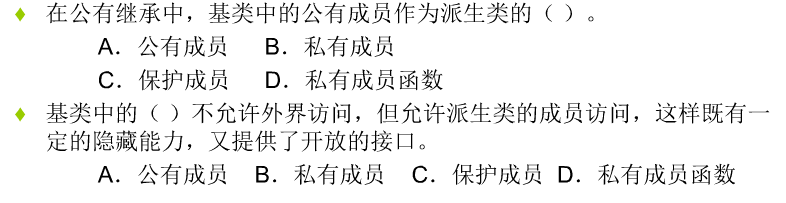 ♦ 在公有继承中，基类中的公有成员作为派生类的（ ）。
A．公有成员 B．私有成员
C．保护成员 D．私有成员函数
♦ 基类中的（ ）不允许外界访问，但允许派生类的成员访问，这样既有一
定的隐藏能力，又提供了开放的接口。
A．公有成员 B．私有成员 C．保护成员 D．私有成员函数